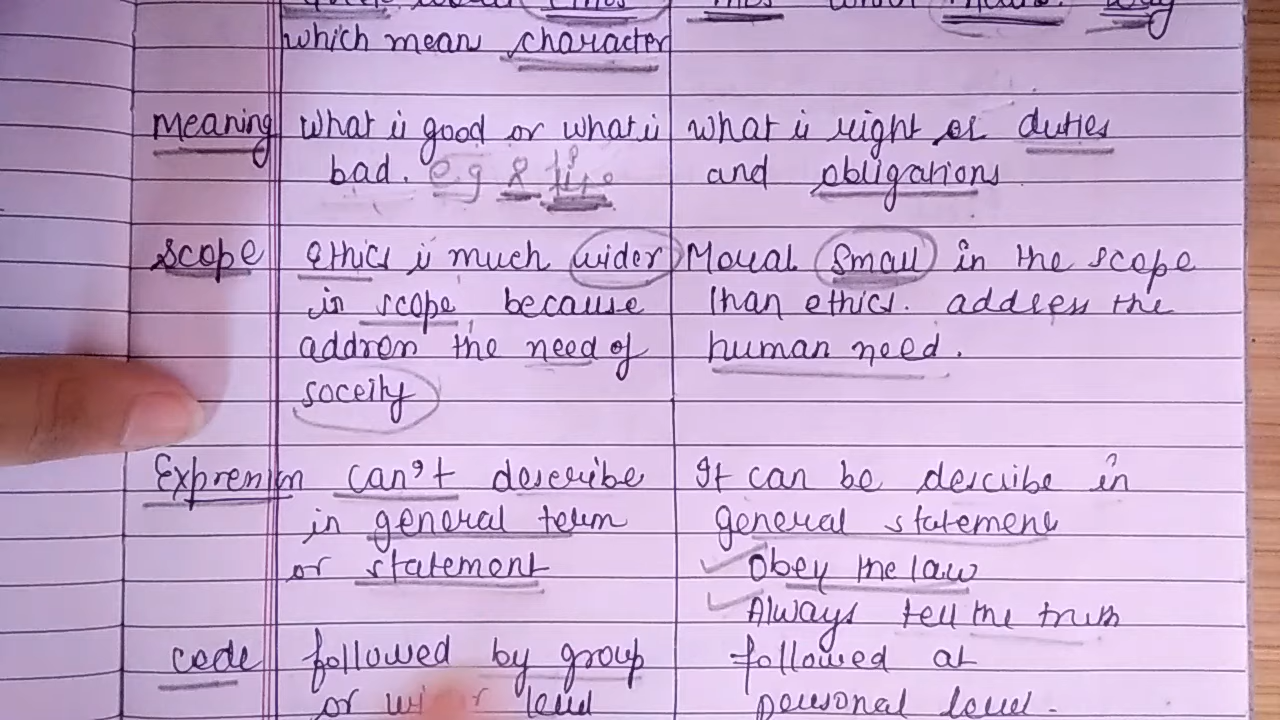 which mean character
Meaning what is good or what is what is right or duties
bad. e.g and obligations
scope Ethics is much wider Moral small in the scope
in scope because than ethics. address the
address the need of human need.
soceity
Expression can't describe It can be describe in
in general term general statement
or statement Obey the law
Always tell the truth
code followed by group followed at
or level personal level.